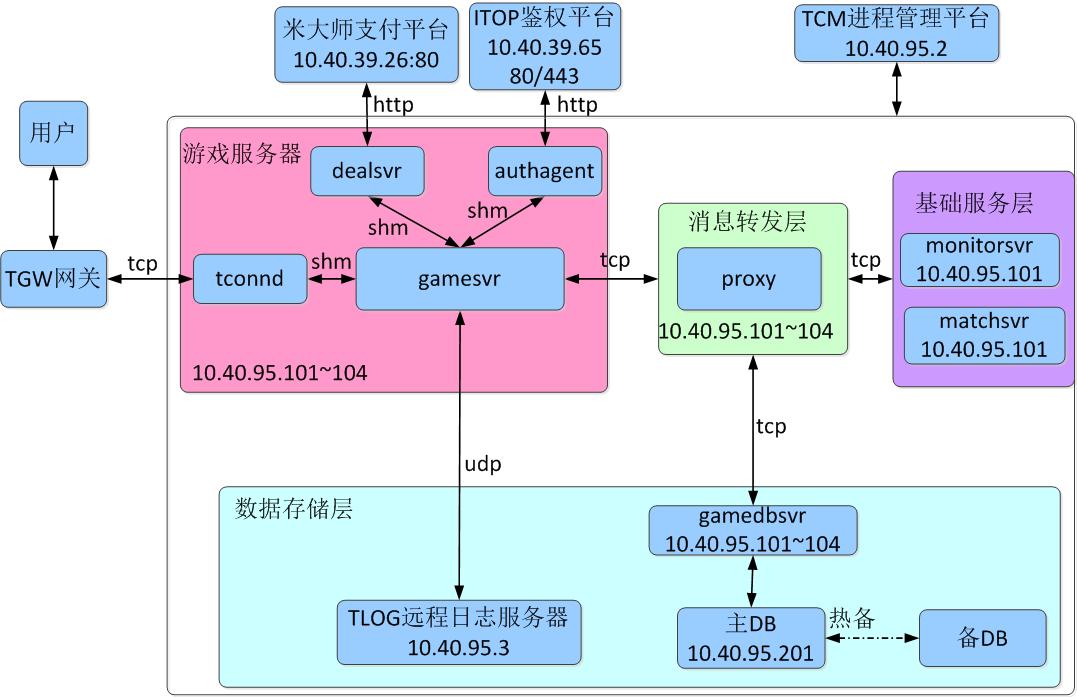 米大师支付平台
10.40.39.26:80
ITOP鉴权平台
10.40.39.65
80/443
TCM进程管理平台
10.40.95.2
http
http
用户
游戏服务器
dealsvr
authagent
shm
shm
消息转发层
基础服务层
TGW网关
tcp
tconnd
shm
gamesvr
tcp
proxy
tcp
monitorsvr
10.40.95.101
matchsvr
10.40.95.101
10.40.95.101~104
10.40.95.101~104
tcp
udp
数据存储层
gamedbsvr
10.40.95.101~104
TLOG远程日志服务器
10.40.95.3
主DB
10.40.95.201
热备
备DB